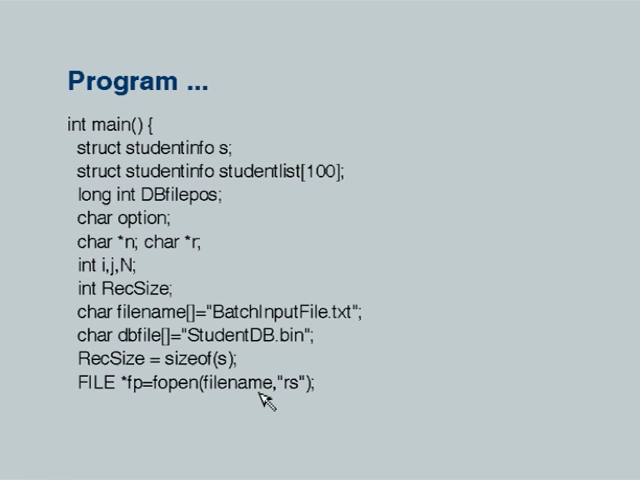 Program ...
int main() {
struct studentinfo s;
struct studentinfo studentlist[100];
long int DBfilepos;
char option;
char *n; char *r;
int i,j,N;
int RecSize;
char filename[]="BatchInputFile.txt";
char dbfile[]="StudentDB.bin";
RecSize = sizeof(s);
FILE *fp=fopen(filename,"rs");